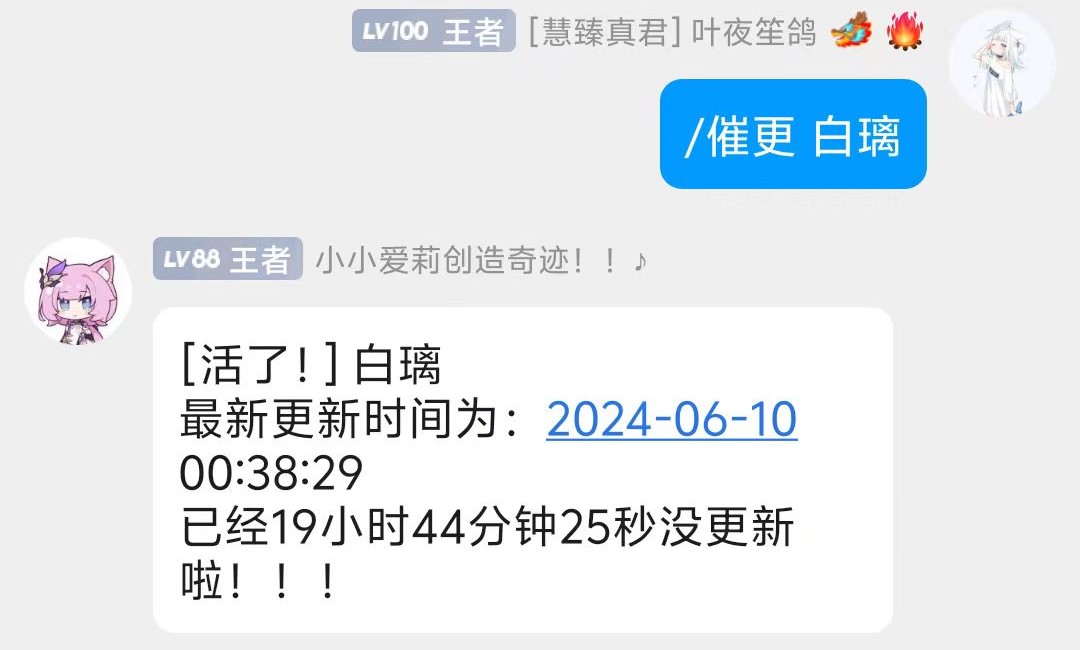 LV100 王者 [慧臻真君] 叶夜笙鸽
/催更 白璃
LV88 王者 小小爱莉创造奇迹！！♪
[活了！] 白璃
最新更新时间为：2024-06-10
00:38:29
已经19小时44分钟25秒没更新
啦！！！